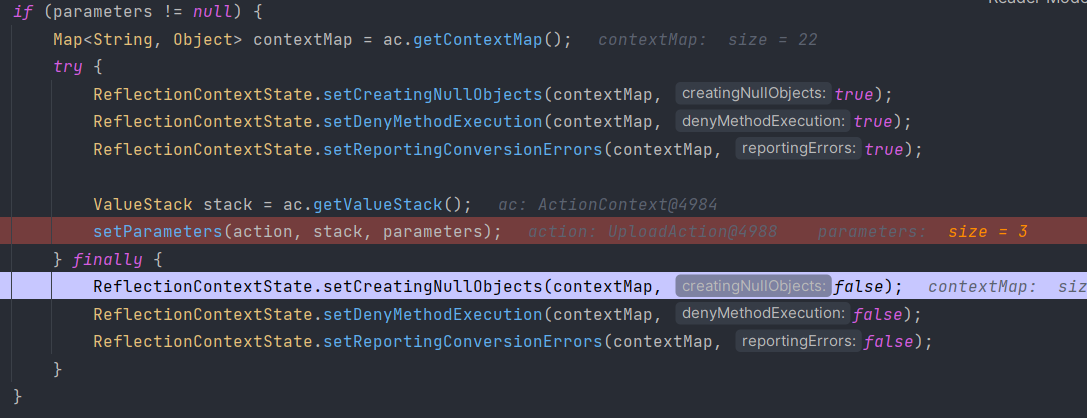 Reader Mode
if (parameters != null) {
Map<String, Object> contextMap = ac.getContextMap(); contextMap: size = 22
try {
ReflectionContextState.setCreatingNullObjects(contextMap, creatingNullObjects: true);
ReflectionContextState.setDenyMethodExecution(contextMap, denyMethodExecution: true);
ReflectionContextState.setReportingConversionErrors(contextMap, reportingErrors: true);
ValueStack stack = ac.getValueStack(); ac: ActionContext@4984
setParameters(action, stack, parameters); action: UploadAction@4988 parameters: size = 3
} finally {
ReflectionContextState.setCreatingNullObjects(contextMap, creatingNullObjects: false); contextMap: siz
ReflectionContextState.setDenyMethodExecution(contextMap, denyMethodExecution: false);
ReflectionContextState.setReportingConversionErrors(contextMap, reportingErrors: false);
}
}